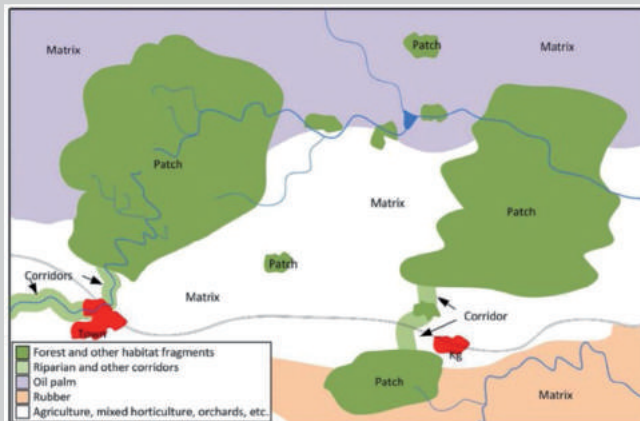 Matrix
Patch
Matrix
Patch
Matrix
Patch
Patch
Corridors
Matrix
Corridor
Town
Kg
Patch
Matrix
Forest and other habitat fragments
Riparian and other corridors
Oil palm
Rubber
Agriculture, mixed horticulture, orchards, etc.